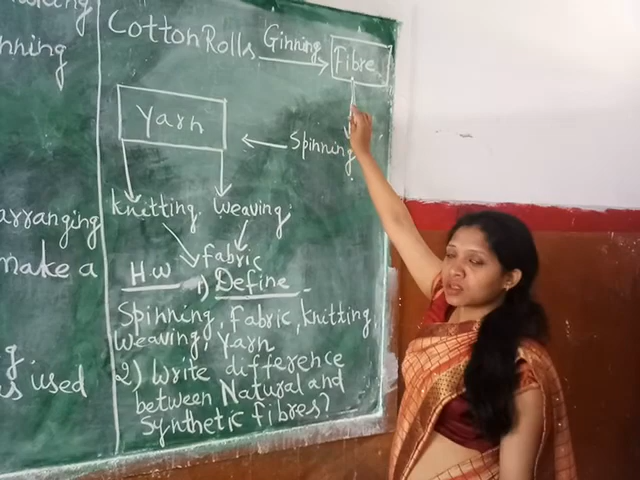 nning
arranging
make a
g.
used
Cotton Rolls Ginning Fibre
Yarn Spinning
knitting. weaving.
fabric
H.W 1) Define
Spinning, Fabric, knitting,
weaving, Yarn
2) Write difference
between Natural and
Synthetic fibres?